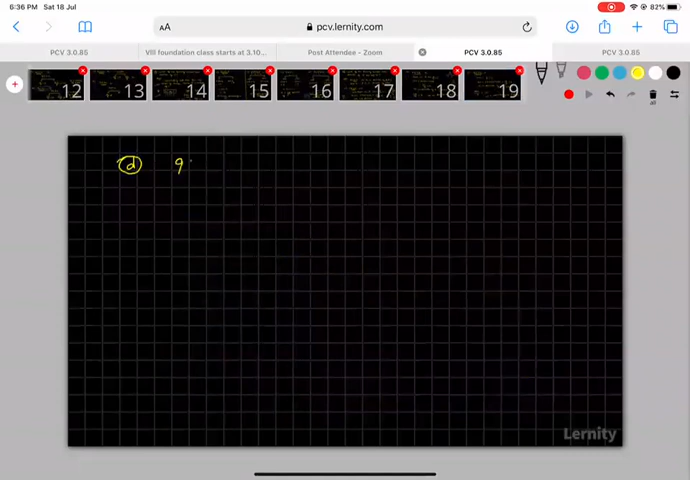 6:36 PM Sat 18 Jul
82%
AA
pcv.lernity.com
PCV 3.0.85
VIII foundation class starts at 3.10...
Post Attendee - Zoom
PCV 3.0.85
PCV 3.0.85
12
13
14
15
16
17
18
19
all
d 9
Lernity